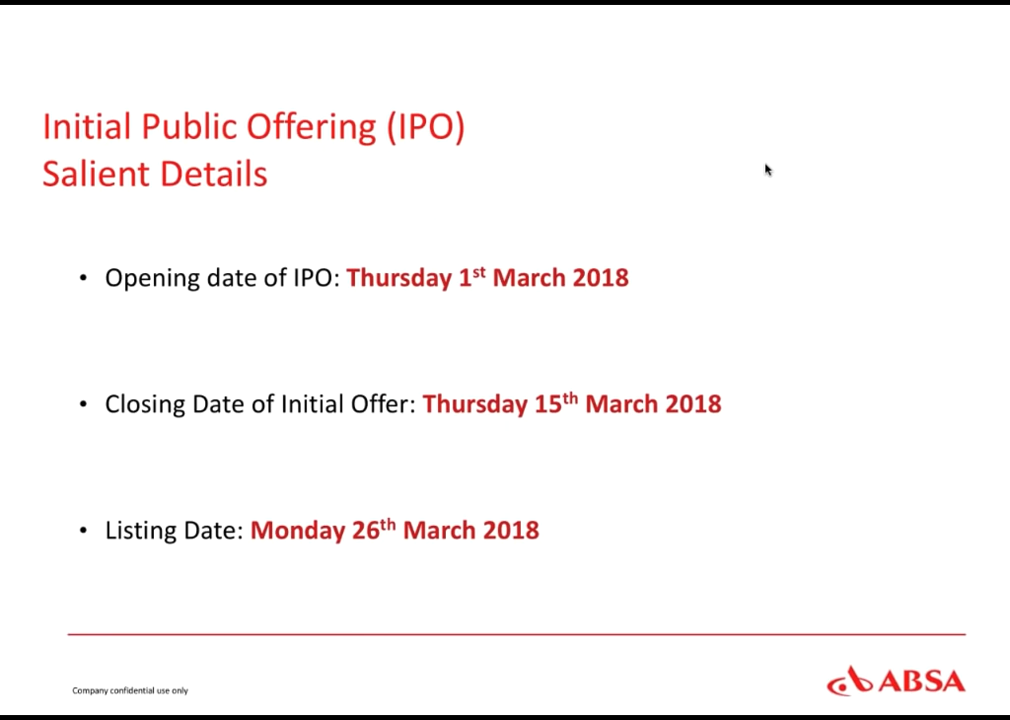 Initial Public Offering (IPO)
Salient Details
• Opening date of IPO: Thursday 1st March 2018
• Closing Date of Initial Offer: Thursday 15th March 2018
• Listing Date: Monday 26th March 2018
Company confidential use only
ABSA